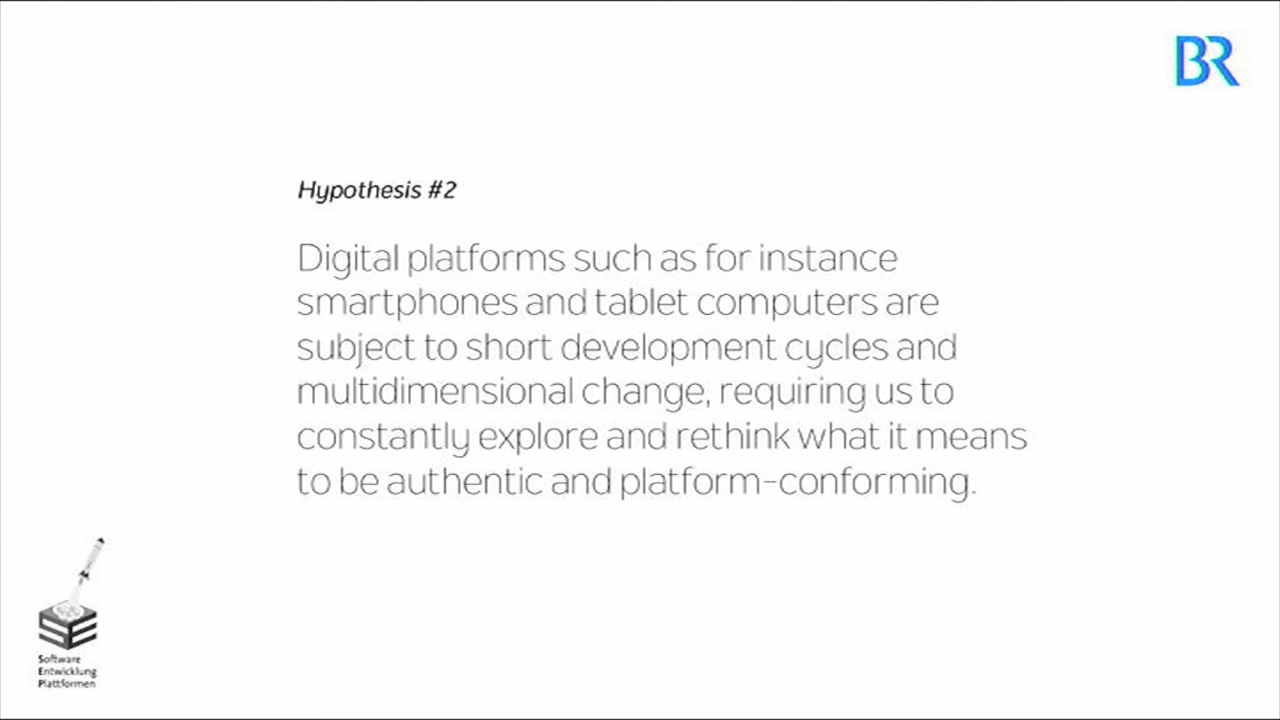 BR
Hypothesis #2
Digital platforms such as for instance
smartphones and tablet computers are
subject to short development cycles and
multidimensional change, requiring us to
constantly explore and rethink what it means
to be authentic and platform-conforming.
SE
Software
Entwicklung
Plattformen